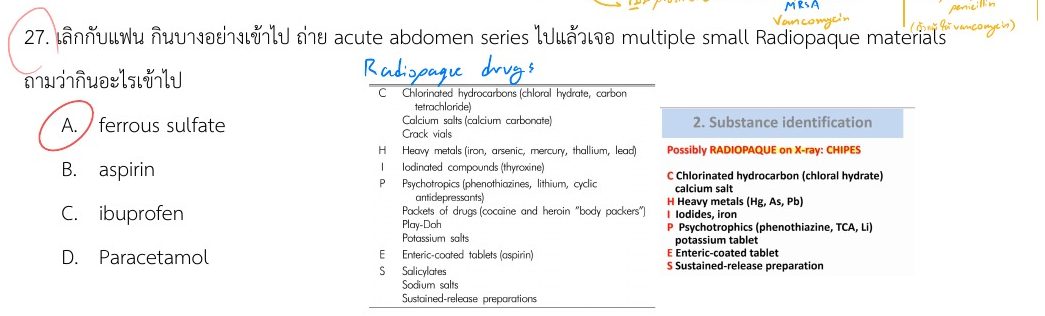 MRSA
Vancomycin
penicillin
27. เลิกกับแฟน กินบางอย่างเข้าไป ถ่าย acute abdomen series ไปแล้วเจอ multiple small Radiopaque materials
ถามว่ากินอะไรเข้าไป
A. ferrous sulfate
B. aspirin
C. ibuprofen
D. Paracetamol
Radiopaque drugs
C Chlorinated hydrocarbons (chloral hydrate, carbon
tetrachloride)
Calcium salts (calcium carbonate)
Crack vials
H Heavy metals (iron, arsenic, mercury, thallium, lead)
I Iodinated compounds (thyroxine)
P Psychotropics (phenothiazines, lithium, cyclic
antidepressants)
Packets of drugs (cocaine and heroin "body packers")
Play-Doh
Potassium salts
E Enteric-coated tablets (aspirin)
S Salicylates
Sodium salts
Sustained-release preparations
2. Substance identification
Possibly RADIOPAQUE on X-ray: CHIPES
C Chlorinated hydrocarbon (chloral hydrate)
calcium salt
H Heavy metals (Hg, As, Pb)
I Iodides, iron
P Psychotrophics (phenothiazine, TCA, Li)
potassium tablet
E Enteric-coated tablet
S Sustained-release preparation